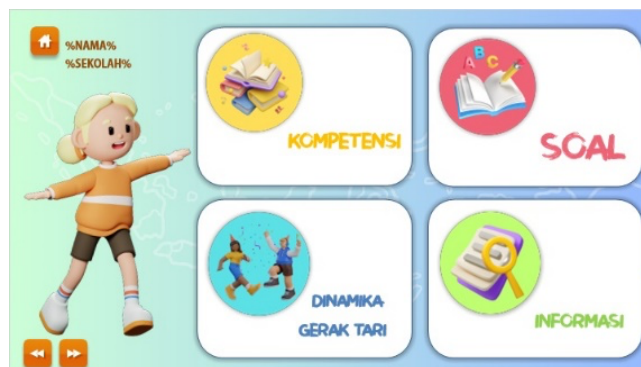 %NAMA%
%SEKOLAH%
KOMPETENSI
SOAL
DINAMIKA
GERAK TARI
INFORMASI
A B C